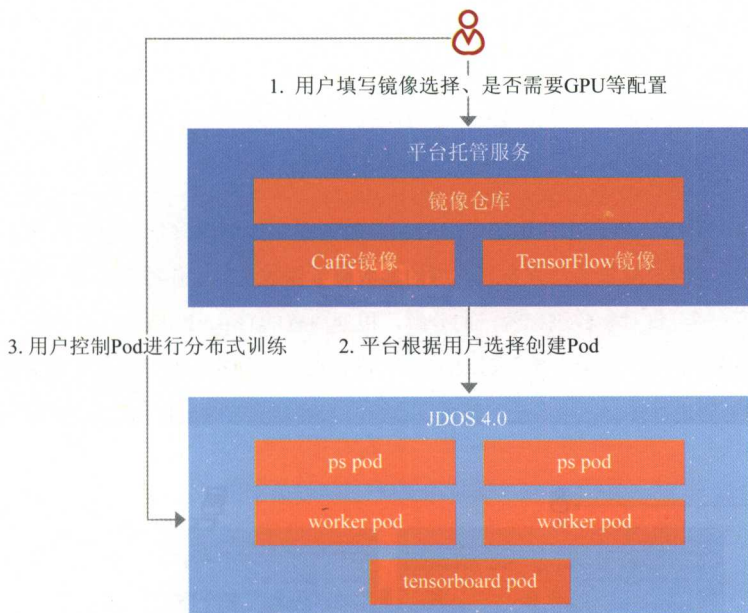 1. 用户填写镜像选择、是否需要GPU等配置
平台托管服务
镜像仓库
Caffe镜像
TensorFlow镜像
3. 用户控制Pod进行分布式训练
2. 平台根据用户选择创建Pod
JDOS 4.0
ps pod
ps pod
worker pod
worker pod
tensorboard pod